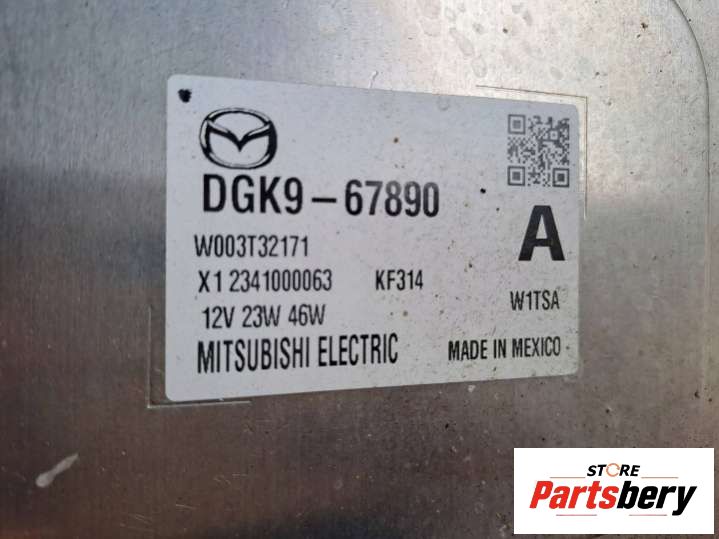 DGK9-67890
W003T32171
X1 2341000063 KF314
12V 23W 46W
MITSUBISHI ELECTRIC
A
W1TSA
MADE IN MEXICO
STORE
Partsbery